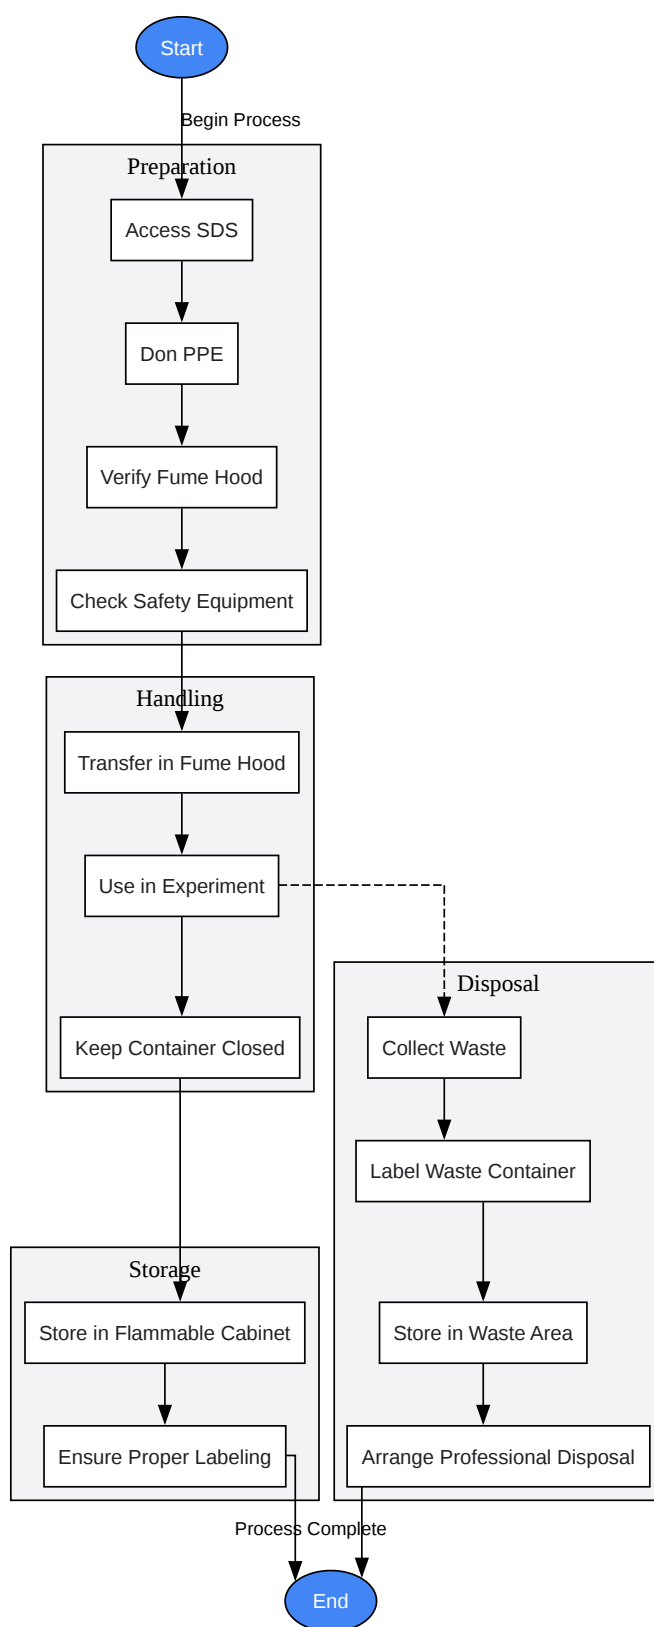 Start
Begin Process
Preparation
Access SDS
Don PPE
Verify Fume Hood
Check Safety Equipment
Handling
Transfer in Fume Hood
Use in Experiment
Keep Container Closed
Disposal
Collect Waste
Label Waste Container
Storage
Store in Flammable Cabinet
Store in Waste Area
Ensure Proper Labeling
Arrange Professional Disposal
Process Complete
End